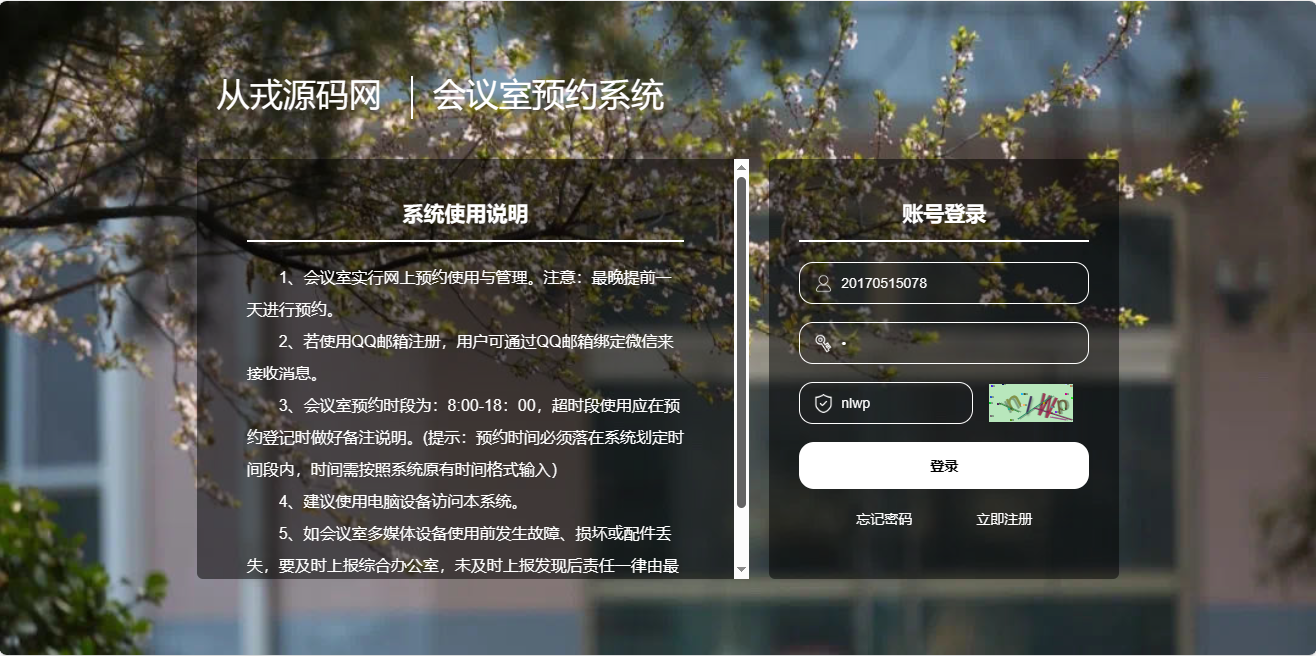 从戎源码网 | 会议室预约系统
系统使用说明
1、会议室实行网上预约使用与管理。注意：最晚提前一
天进行预约。
2、若使用QQ邮箱注册，用户可通过QQ邮箱绑定微信来
接收消息。
3、会议室预约时段为：8:00-18：00，超时段使用应在预
约登记时做好备注说明。(提示：预约时间必须落在系统划定时
间段内，时间需按照系统原有时间格式输入）
4、建议使用电脑设备访问本系统。
5、如会议室多媒体设备使用前发生故障、损坏或配件丢
失，要及时上报综合办公室，未及时上报发现后责任一律由最
账号登录
20170515078
nlwp
登录
忘记密码 立即注册